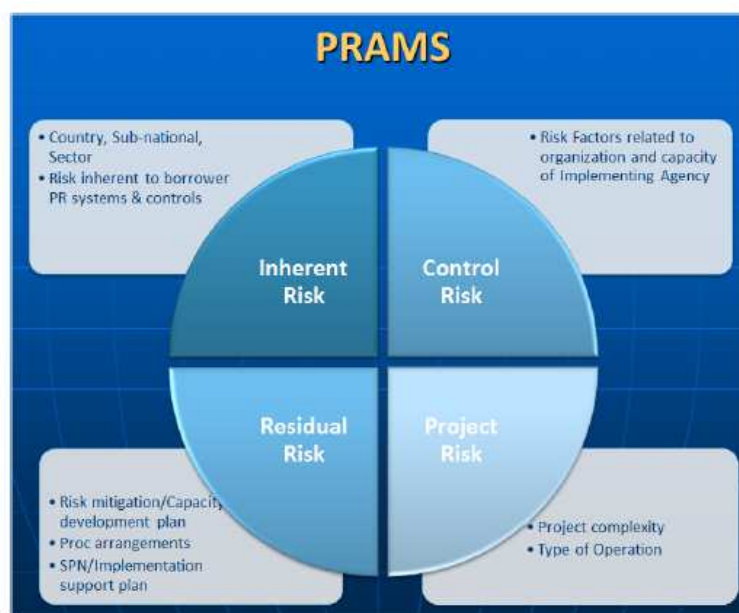 PRAMS
• Country, Sub-national,
Sector
• Risk inherent to borrower
PR systems & controls
• Risk Factors related to
organization and capacity
of Implementing Agency
Inherent
Risk
Control
Risk
Residual
Risk
Project
Risk
• Risk mitigation/Capacity
development plan
• Proc arrangements
• SPN/Implementation
support plan
• Project complexity
• Type of Operation